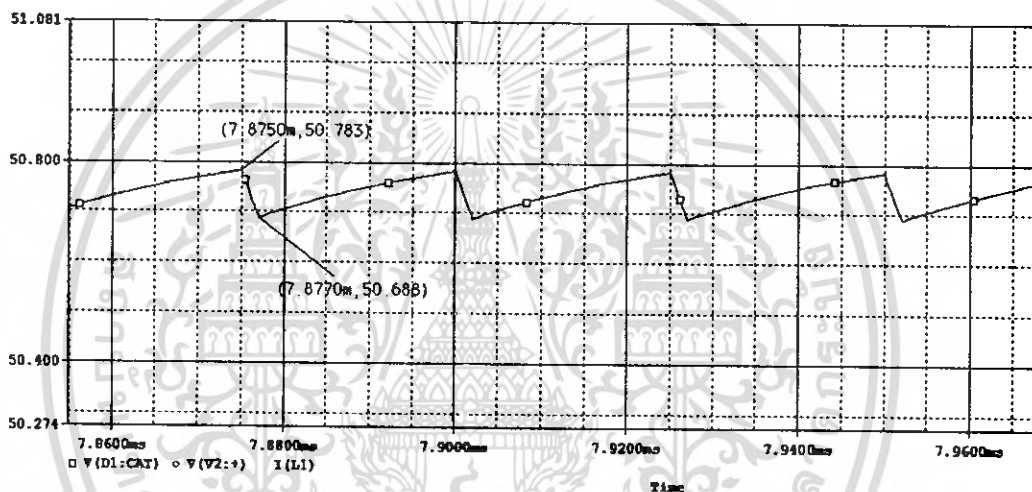 51.081
(7.8750m,50.783)
50.800
(7.8770m,50.688)
50.400
50.274
7.8600ms 7.8800ms 7.9000ms 7.9200ms 7.9400ms 7.9600ms
□ V(D1:CAT) ◇ V(V2:+) I(L1)
Time